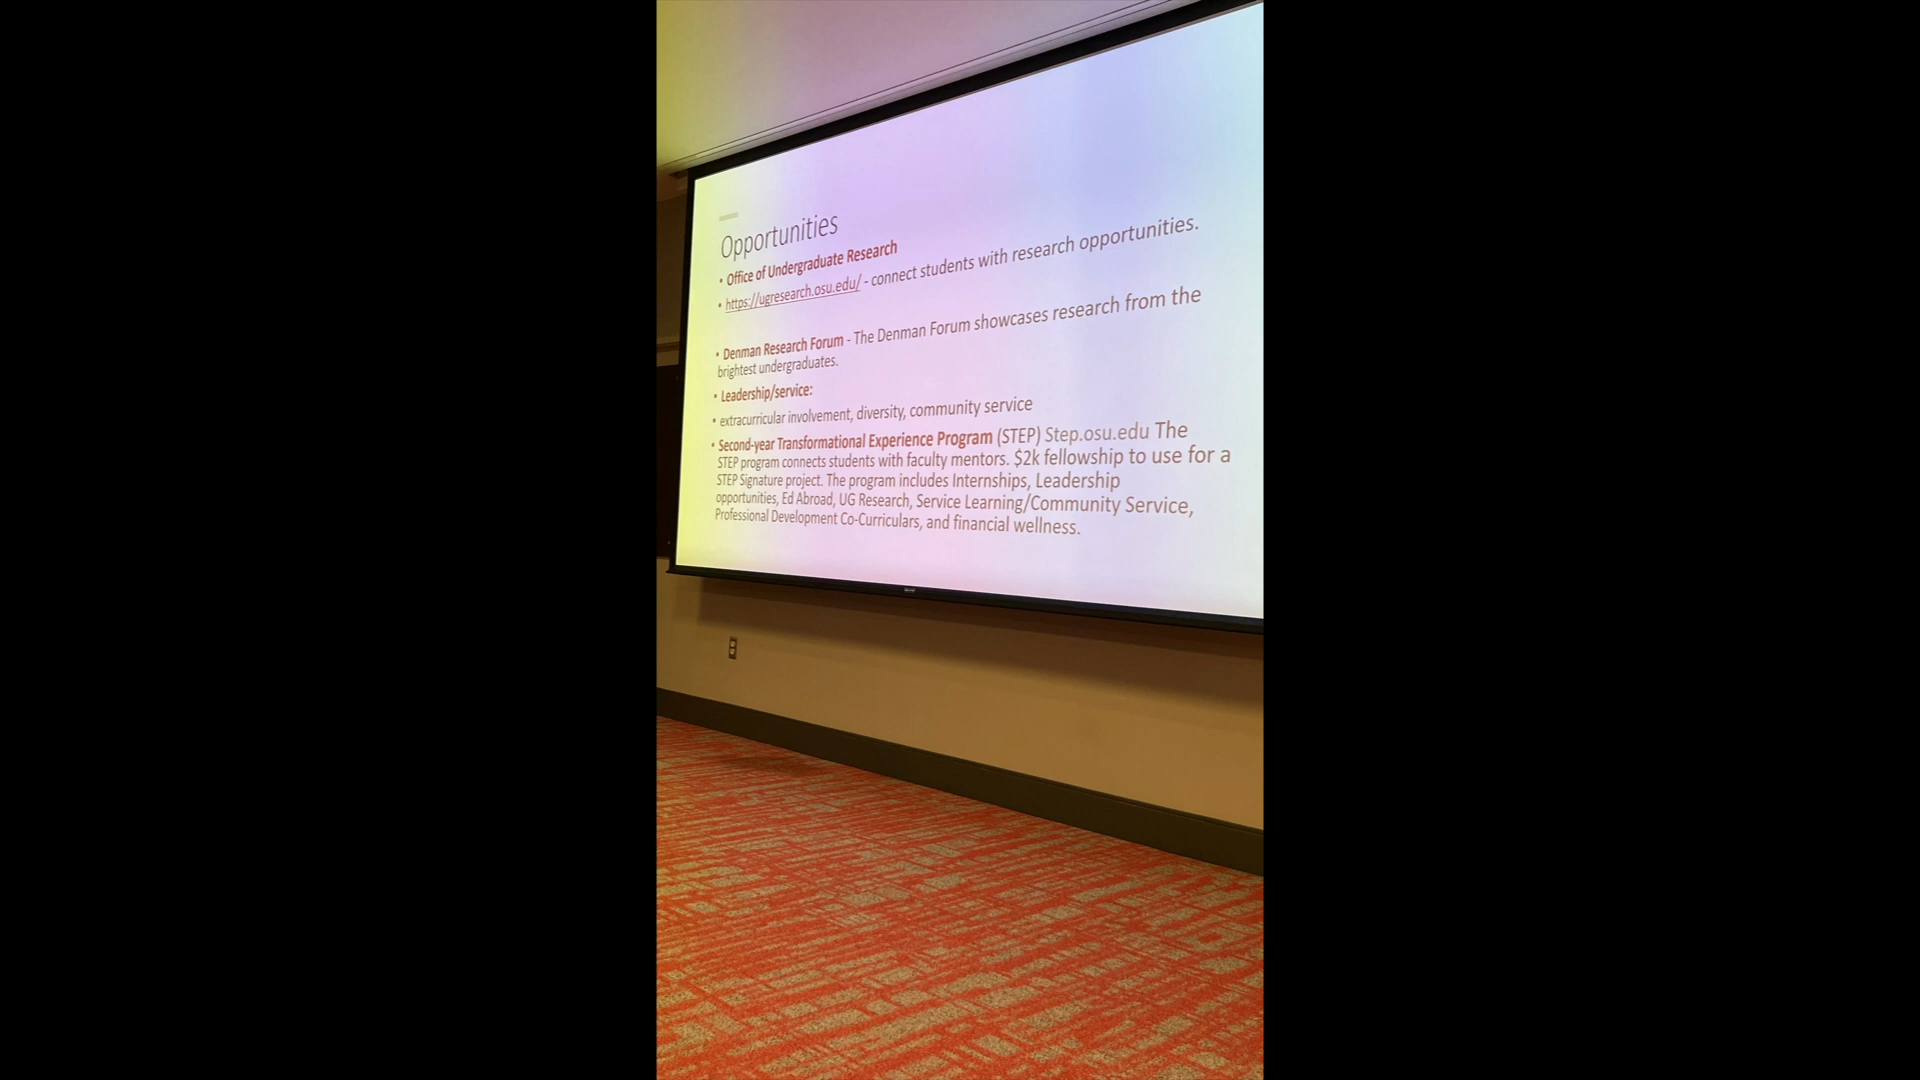 Opportunities
• Office of Undergraduate Research
• https://ugresearch.osu.edu/ - connect students with research opportunities.
• Denman Research Forum - The Denman Forum showcases research from the
brightest undergraduates.
• Leadership/service:
• extracurricular involvement, diversity, community service
• Second-year Transformational Experience Program (STEP) Step.osu.edu The
STEP program connects students with faculty mentors. $2k fellowship to use for a
STEP Signature project. The program includes Internships, Leadership
opportunities, Ed Abroad, UG Research, Service Learning/Community Service,
Professional Development Co-Curriculars, and financial wellness.